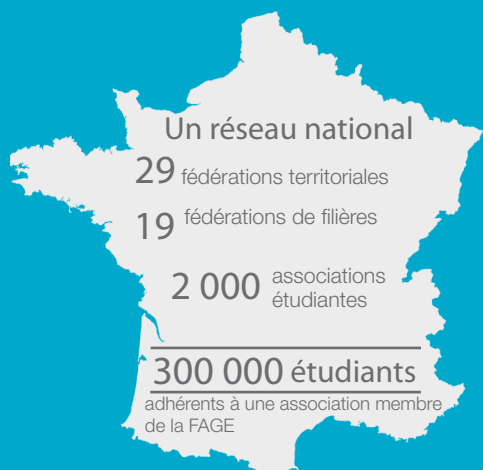 Un réseau national
29 fédérations territoriales
19 fédérations de filières
2 000 associations
étudiantes
300 000 étudiants
adhérents à une association membre
de la FAGE